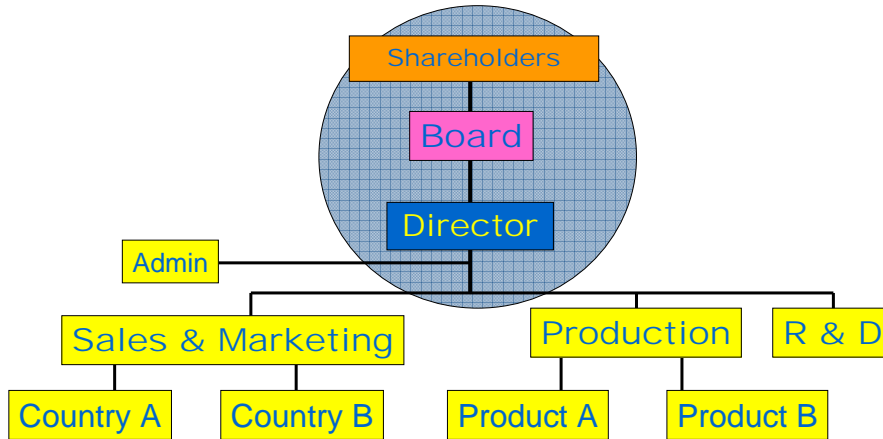 Shareholders
Board
Director
Admin
Sales & Marketing
Production
R & D
Country A
Country B
Product A
Product B